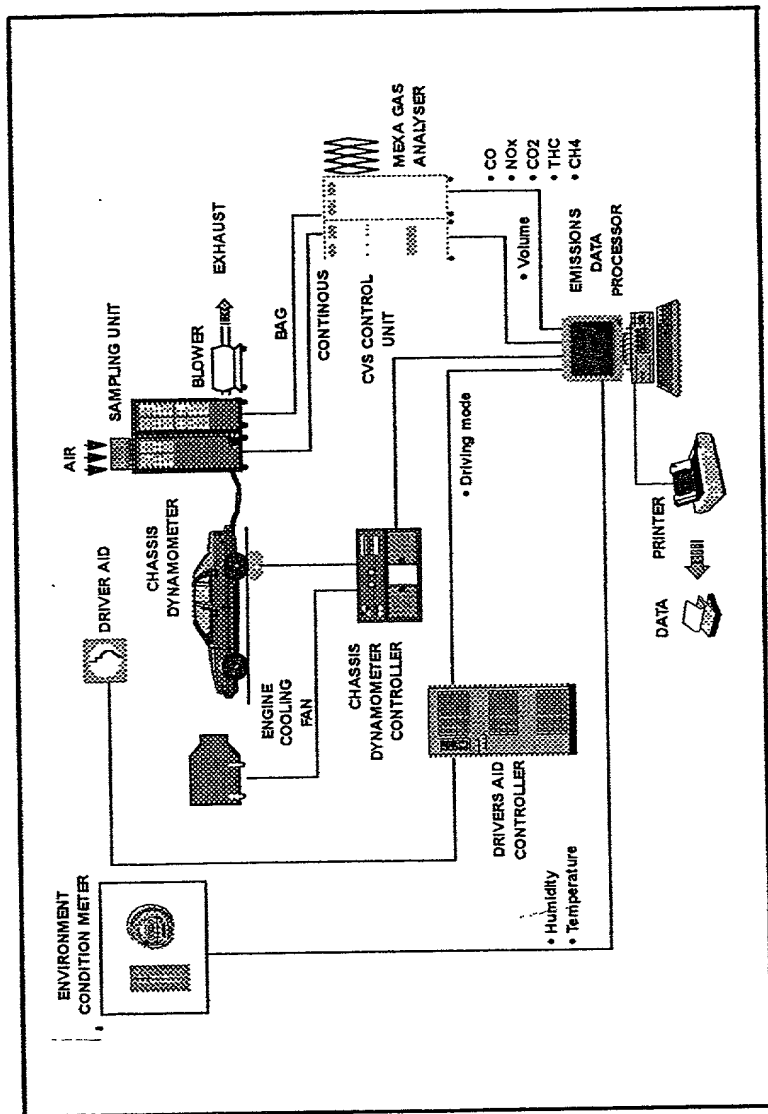 ENVIRONMENT
CONDITION METER
DRIVER AID
AIR
SAMPLING UNIT
BLOWER
EXHAUST
CHASSIS
DYNAMOMETER
ENGINE
COOLING
FAN
BAG
CONTINOUS
CVS CONTROL
UNIT
MEXA GAS
ANALYSER
CHASSIS
DYNAMOMETER
CONTROLLER
• Driving mode
• Volume
• CO
• NOx
• CO2
• THC
• CH4
DRIVERS AID
CONTROLLER
• Humidity
• Temperature
EMISSIONS
DATA
PROCESSOR
PRINTER
DATA